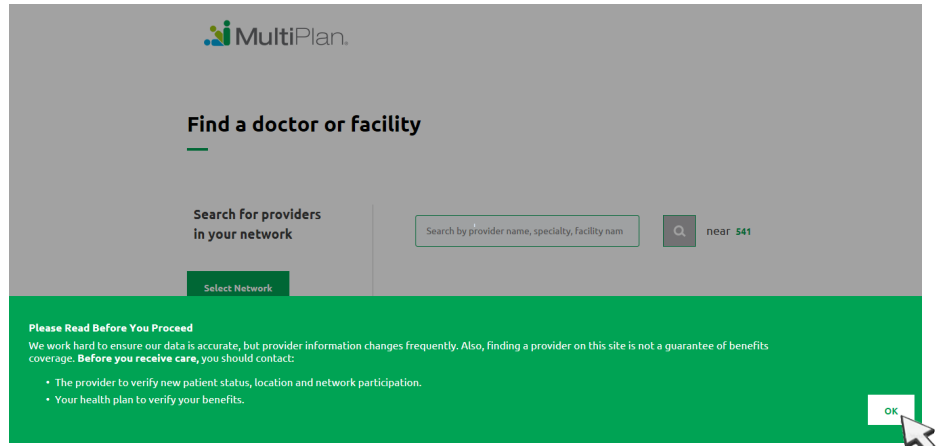 MultiPlan.
Find a doctor or facility
Search for providers
in your network
Search by provider name, specialty, facility nam
near 541
Select Network
Please Read Before You Proceed
We work hard to ensure our data is accurate, but provider information changes frequently. Also, finding a provider on this site is not a guarantee of benefits
coverage. Before you receive care, you should contact:
• The provider to verify new patient status, location and network participation.
• Your health plan to verify your benefits.
OK